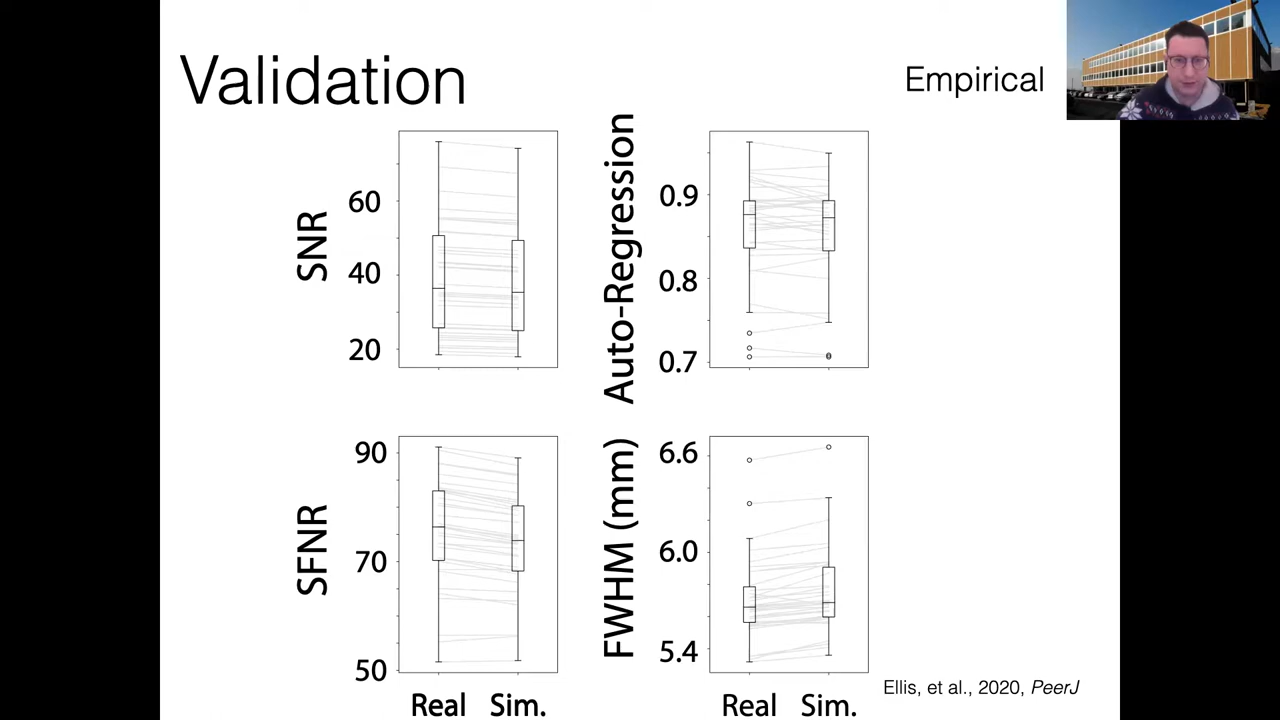 Validation
Empirical
SNR
60
40
20
Auto-Regression
0.9
0.8
0.7
SFNR
90
70
50
FWHM (mm)
6.6
6.0
5.4
Real Sim.
Real Sim.
Ellis, et al., 2020, PeerJ